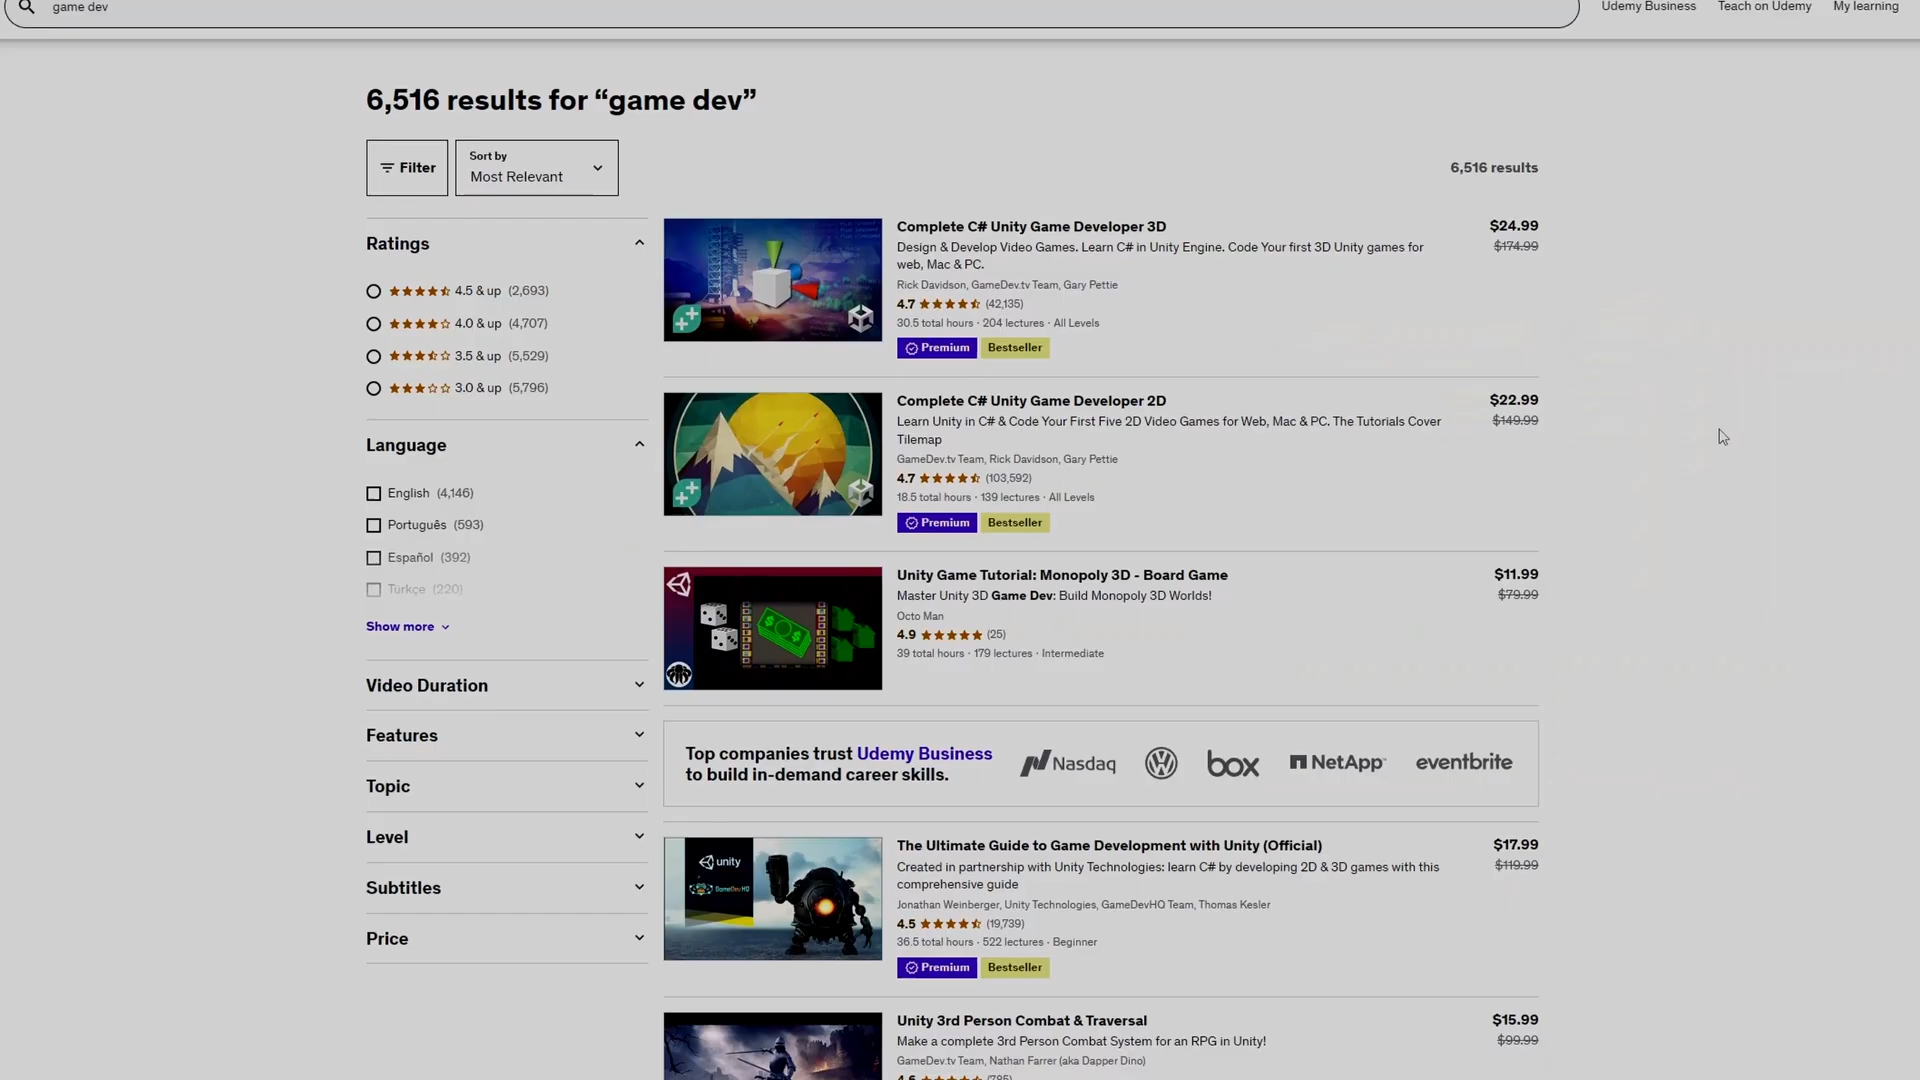 game dev
Udemy Business
Teach on Udemy
My learning
6,516 results for “game dev”
Filter
Sort by
Most Relevant
6,516 results
Ratings
4.5 & up (2,693)
4.0 & up (4,707)
3.5 & up (5,529)
3.0 & up (5,796)
Language
English (4,146)
Português (593)
Español (392)
Türkçe (220)
Show more
Video Duration
Features
Topic
Level
Subtitles
Price
Complete C# Unity Game Developer 3D
$24.99
Design & Develop Video Games. Learn C# in Unity Engine. Code Your first 3D Unity games for
$174.99
web, Mac & PC.
Rick Davidson, GameDev.tv Team, Gary Pettie
4.7 (42,135)
30.5 total hours · 204 lectures · All Levels
Premium
Bestseller
Complete C# Unity Game Developer 2D
$22.99
Learn Unity in C# & Code Your First Five 2D Video Games for Web, Mac & PC. The Tutorials Cover
$149.99
Tilemap
GameDev.tv Team, Rick Davidson, Gary Pettie
4.7 (103,592)
18.5 total hours · 139 lectures · All Levels
Premium
Bestseller
Unity Game Tutorial: Monopoly 3D - Board Game
$11.99
Master Unity 3D Game Dev: Build Monopoly 3D Worlds!
$79.99
Octo Man
4.9 (25)
39 total hours · 179 lectures · Intermediate
Top companies trust Udemy Business
to build in-demand career skills.
Nasdaq
box
NetApp
eventbrite
unity
GameDevHQ
The Ultimate Guide to Game Development with Unity (Official)
$17.99
Created in partnership with Unity Technologies: learn C# by developing 2D & 3D games with this
$119.99
comprehensive guide
Jonathan Weinberger, Unity Technologies, GameDevHQ Team, Thomas Kesler
4.5 (19,739)
36.5 total hours · 522 lectures · Beginner
Premium
Bestseller
Unity 3rd Person Combat & Traversal
$15.99
Make a complete 3rd Person Combat System for an RPG in Unity!
$99.99
GameDev.tv Team, Nathan Farrer (aka Dapper Dino)
4.6 (785)